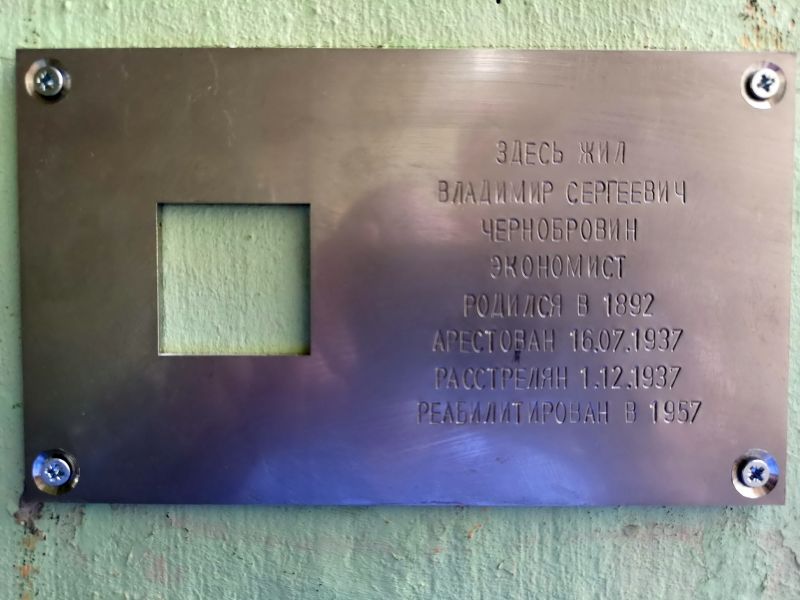 ЗДЕСЬ ЖИЛ
ВЛАДИМИР СЕРГЕЕВИЧ
ЧЕРНОБРОВИН
ЭКОНОМИСТ
РОДИЛСЯ В 1892
АРЕСТОВАН 16.07.1937
РАССТРЕЛЯН 1.12.1937
РЕАБИЛИТИРОВАН В 1957